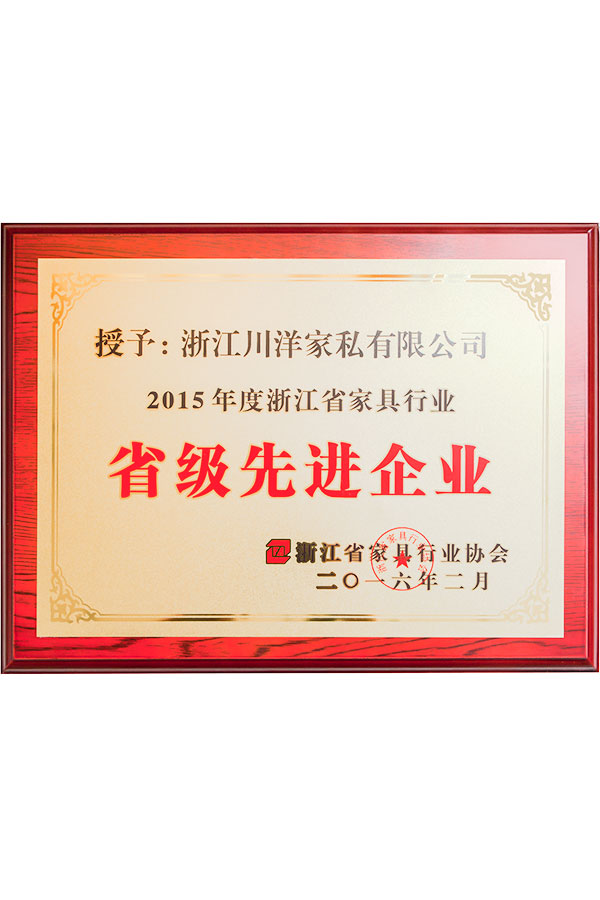 授予：浙江川洋家私有限公司
2015年度浙江省家具行业
省级先进企业
浙江省家具行业协会
二〇一六年二月